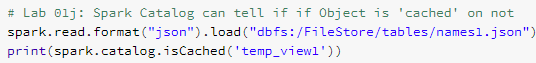 # Lab 01j: Spark Catalog can tell if if Object is 'cached' on not
spark.read.format("json").load("dbfs:/FileStore/tables/names1.json")
print(spark.catalog.isCached('temp_view1'))